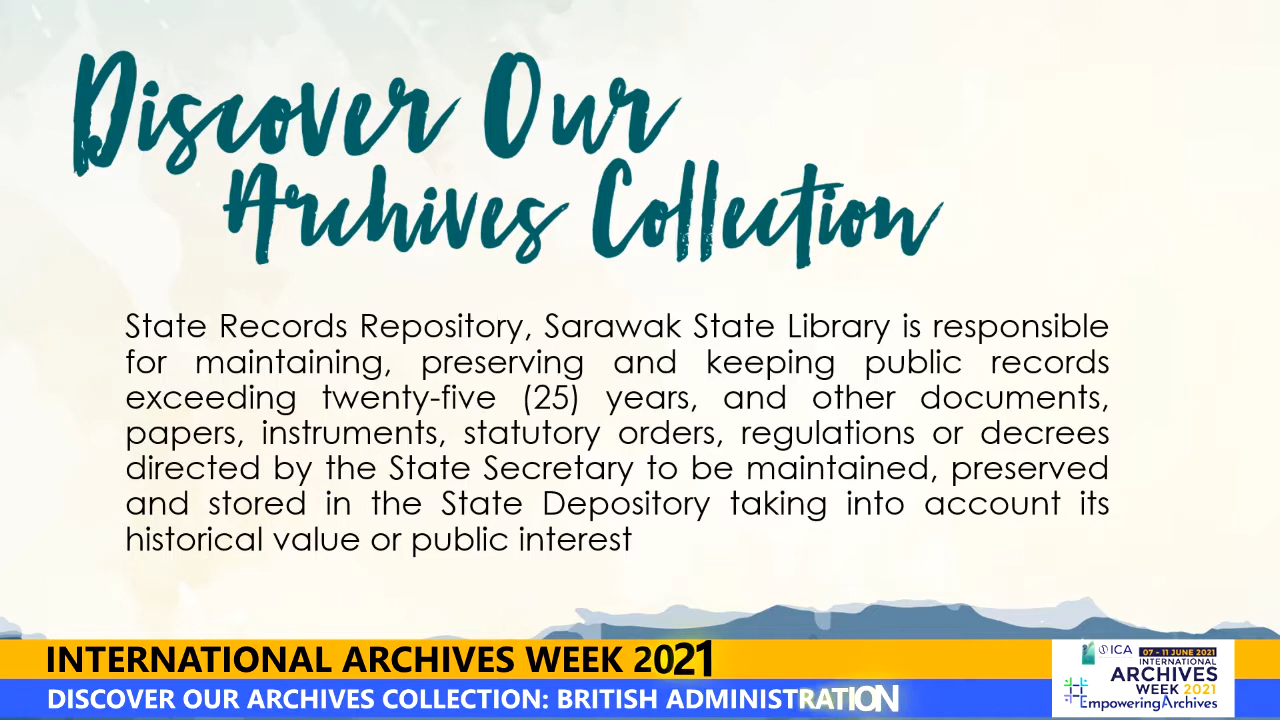 Discover Our
Archives Collection
State Records Repository, Sarawak State Library is responsible
for maintaining, preserving and keeping public records
exceeding twenty-five (25) years, and other documents,
papers, instruments, statutory orders, regulations or decrees
directed by the State Secretary to be maintained, preserved
and stored in the State Depository taking into account its
historical value or public interest
INTERNATIONAL ARCHIVES WEEK 2021
DISCOVER OUR ARCHIVES COLLECTION: BRITISH ADMINISTRATION
ICA
07 - 11 JUNE 2021
INTERNATIONAL
ARCHIVES
WEEK 2021
#EmpoweringArchives